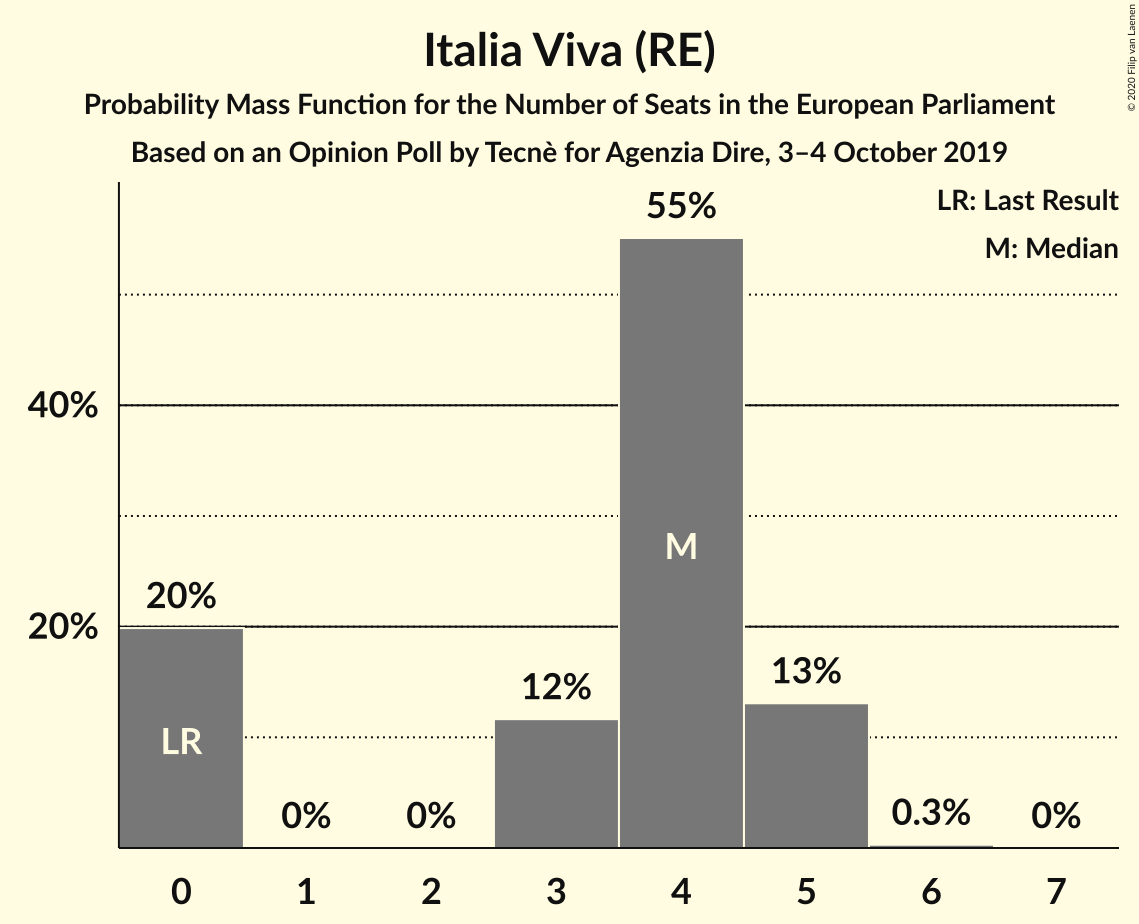 Italia Viva (RE)
Probability Mass Function for the Number of Seats in the European Parliament
Based on an Opinion Poll by Tecnè for Agenzia Dire, 3–4 October 2019
© 2020 Filip van Laenen
LR: Last Result
M: Median
55%
40%
M
20%
20%
13%
12%
LR
0%
0%
0.3%
0%
0 1 2 3 4 5 6 7